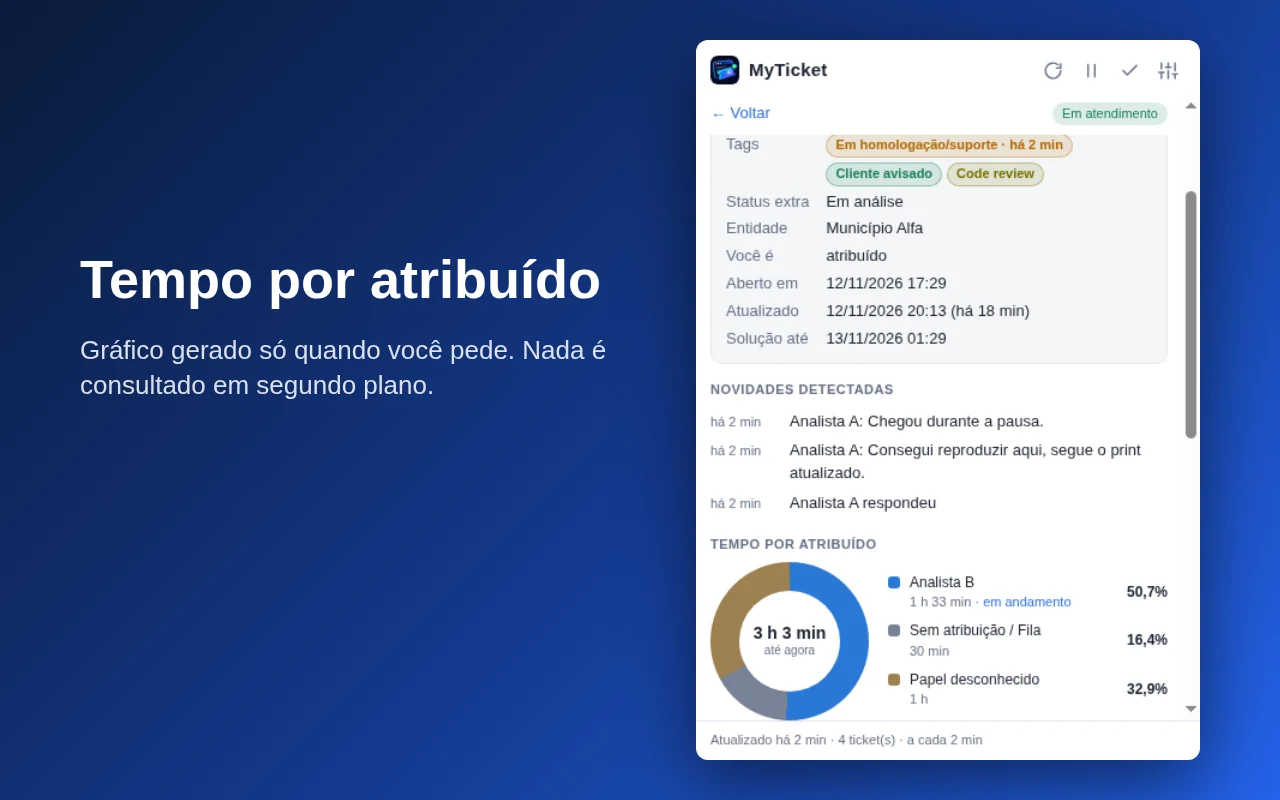 Tempo por atribuído
Gráfico gerado só quando você pede. Nada é
consultado em segundo plano.
MyTicket
← Voltar
Em atendimento
Tags
Em homologação/suporte · há 2 min
Cliente avisado
Code review
Status extra Em análise
Entidade Município Alfa
Você é atribuído
Aberto em 12/11/2026 17:29
Atualizado 12/11/2026 20:13 (há 18 min)
Solução até 13/11/2026 01:29
NOVIDADES DETECTADAS
há 2 min Analista A: Chegou durante a pausa.
há 2 min Analista A: Consegui reproduzir aqui, segue o print
atualizado.
há 2 min Analista A respondeu
TEMPO POR ATRIBUÍDO
3 h 3 min
até agora
Analista B
1 h 33 min · em andamento
50,7%
Sem atribuição / Fila
30 min
16,4%
Papel desconhecido
1 h
32,9%
Atualizado há 2 min · 4 ticket(s) · a cada 2 min